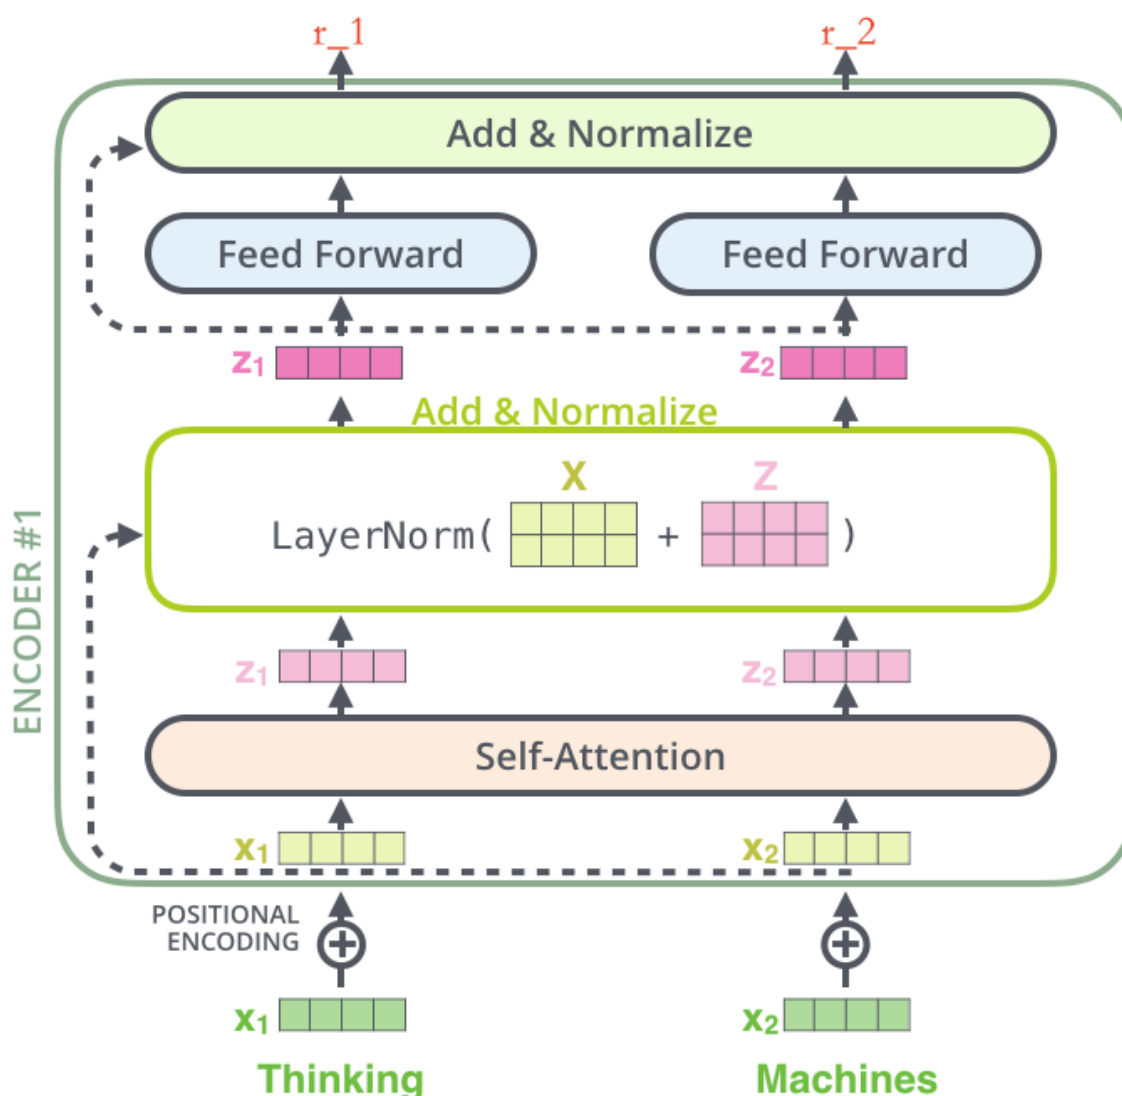 r_1
r_2
Add & Normalize
Feed Forward
Feed Forward
z1
z2
Add & Normalize
X
Z
LayerNorm( + )
ENCODER #1
z1
z2
Self-Attention
x1
x2
POSITIONAL
ENCODING
x1
x2
Thinking
Machines